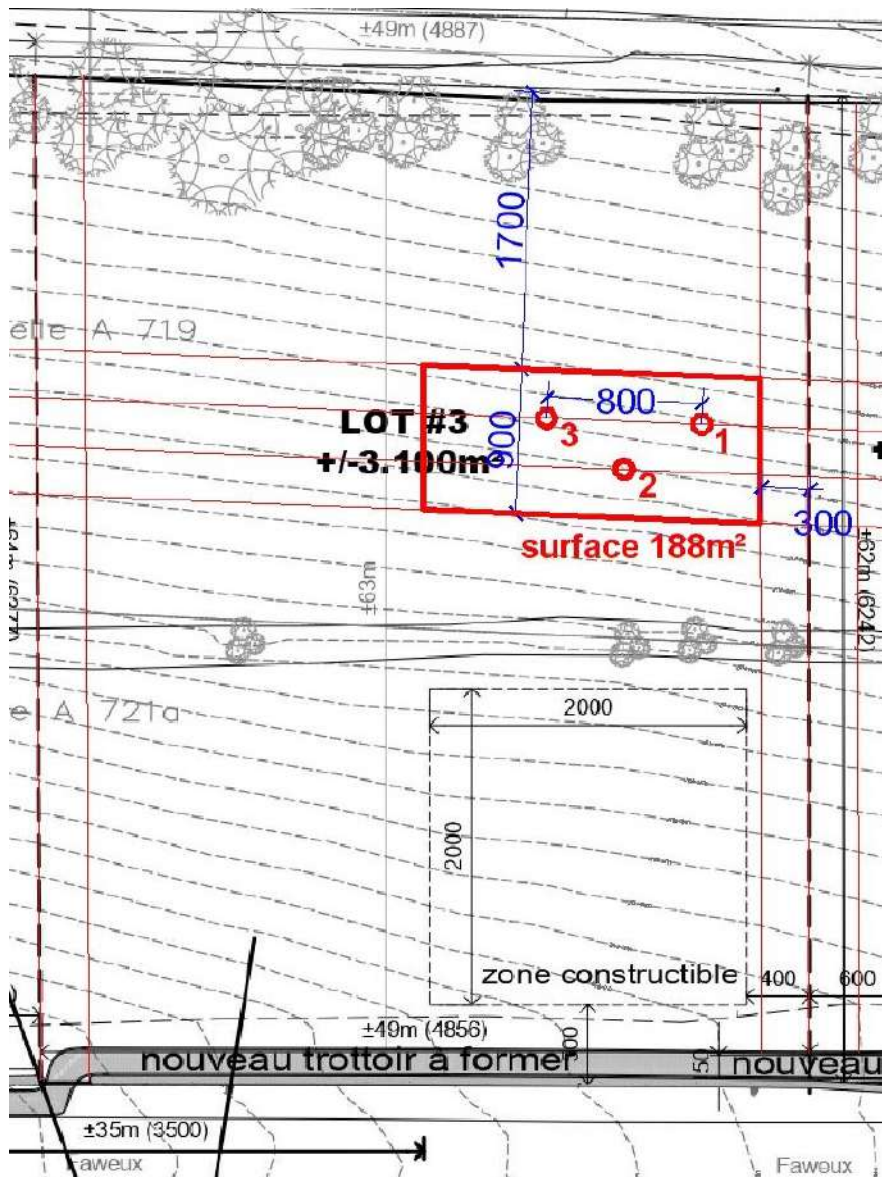 ±49m (4887)
1700
elle A 719
800
LOT #3
+/-3.100m²
900
3
1
2
300
surface 188m²
±63m
±62m (6242)
e A 721a
2000
2000
zone constructible
400
600
±49m (4856)
nouveau trottoir à former
50
nouveau
±35m (3500)
Faweux
Faweux